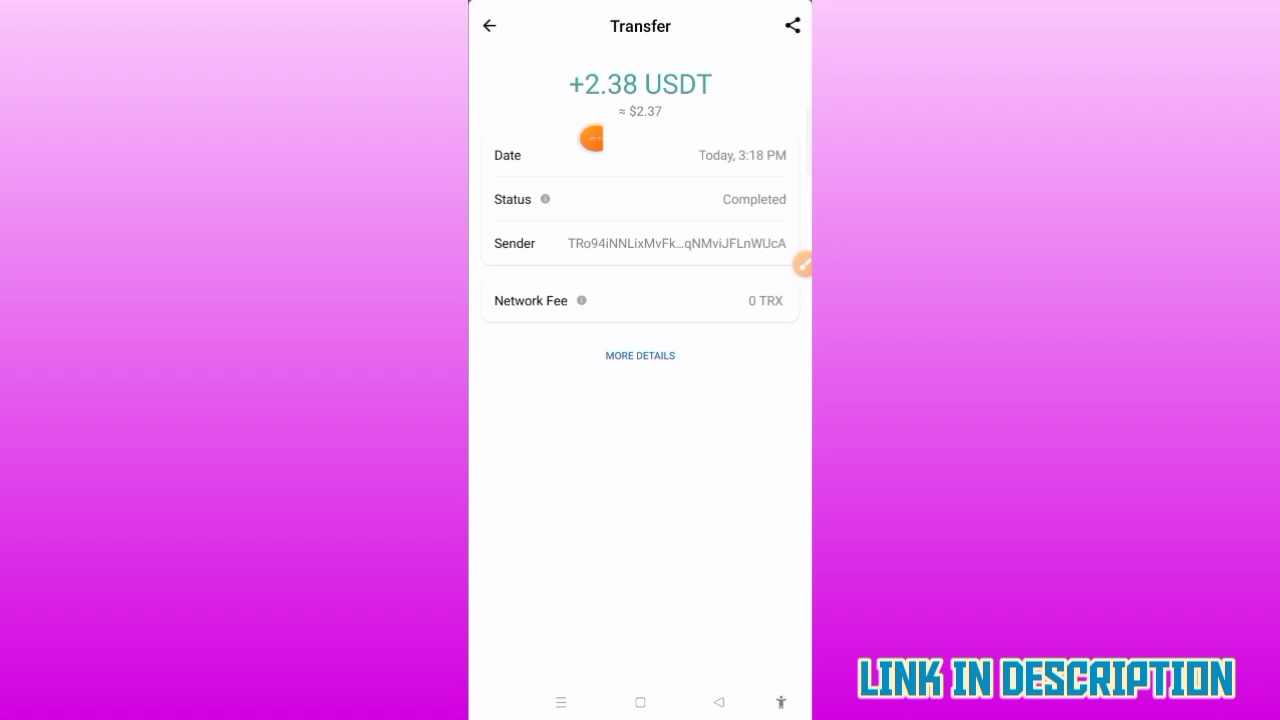 Transfer
+2.38 USDT
≈ $2.37
Date Today, 3:18 PM
Status Completed
Sender TRo94iNNLixMvFk...qNMviJFLnWUcA
Network Fee 0 TRX
MORE DETAILS
LINK IN DESCRIPTION